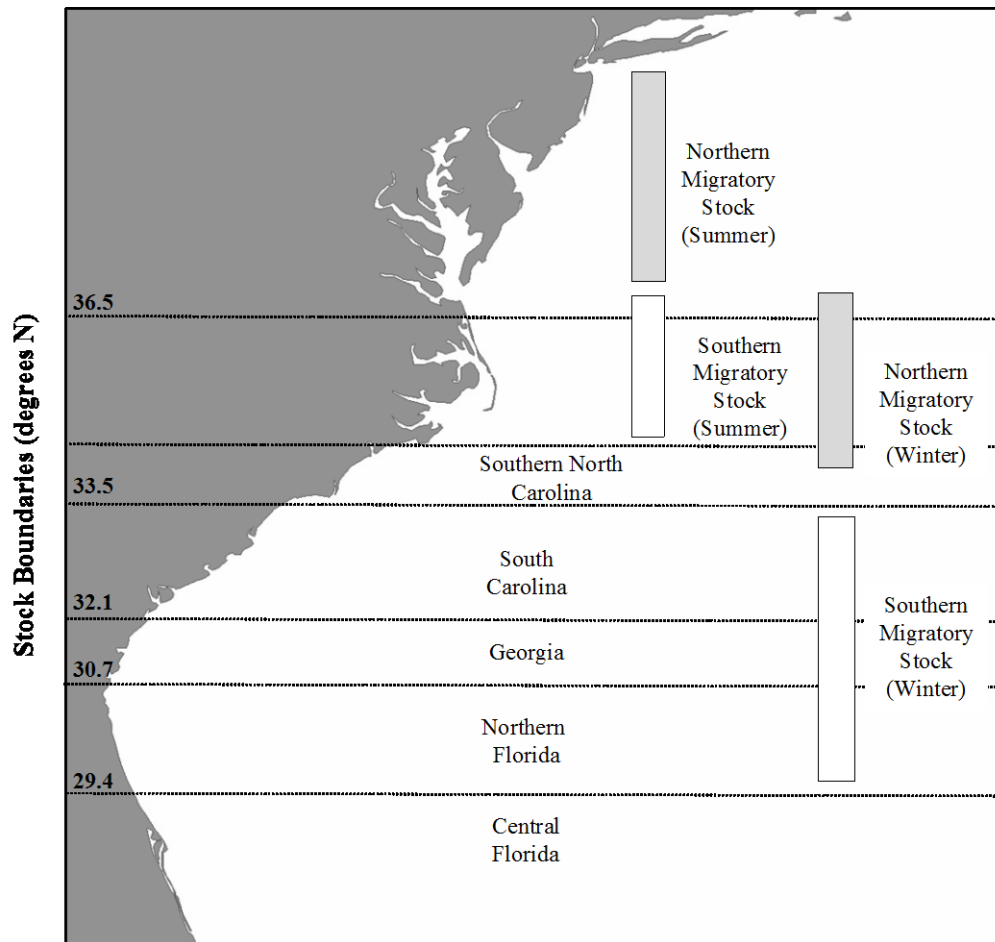 Stock Boundaries (degrees N)
Northern
Migratory
Stock
(Summer)
36.5
Southern
Migratory
Stock
(Summer)
Northern
Migratory
Stock
(Winter)
Southern North
Carolina
33.5
South
Carolina
32.1
Southern
Migratory
Stock
(Winter)
Georgia
30.7
Northern
Florida
29.4
Central
Florida